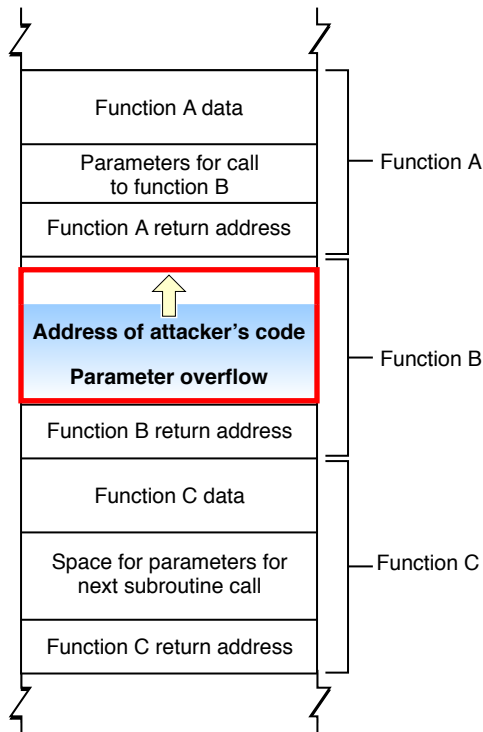 Function A data
Parameters for call
to function B
Function A return address
Function A
Address of attacker's code
Parameter overflow
Function B return address
Function B
Function C data
Space for parameters for
next subroutine call
Function C return address
Function C